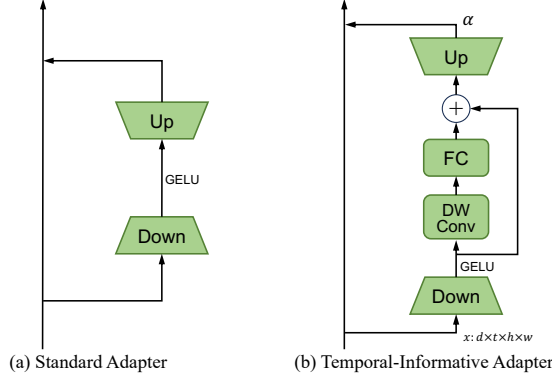 Up
GELU
Down
(a) Standard Adapter
α
Up
+
FC
DW
Conv
GELU
Down
x: d×t×h×w
(b) Temporal-Informative Adapter